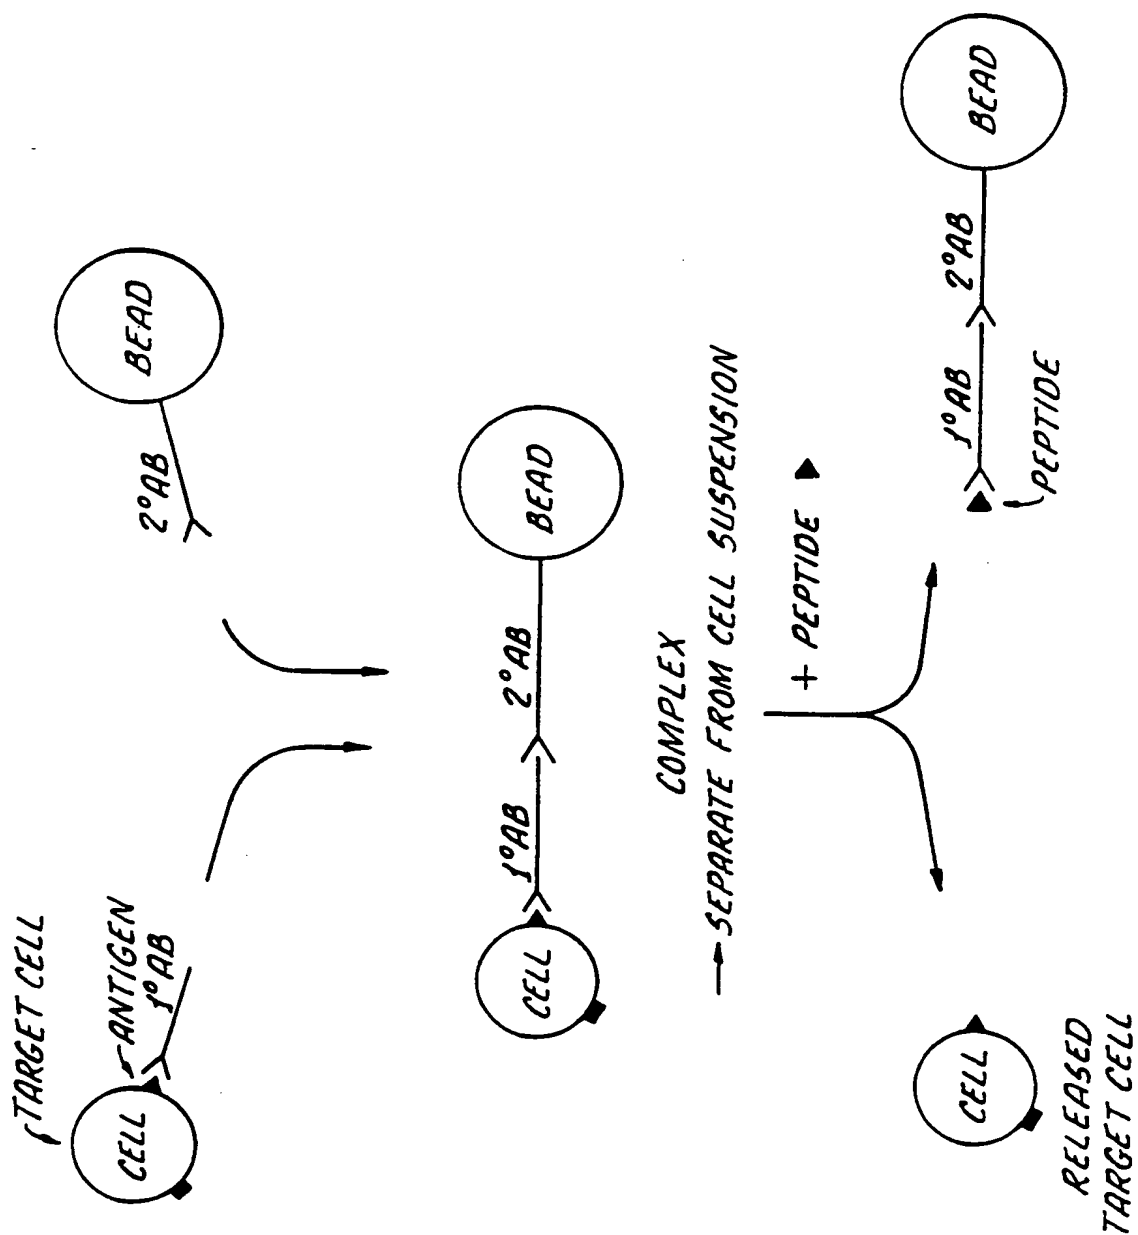 TARGET CELL
ANTIGEN
1°AB
CELL
2°AB
BEAD
CELL
1°AB
2°AB
BEAD
COMPLEX
SEPARATE FROM CELL SUSPENSION
+ PEPTIDE
CELL
RELEASED
TARGET CELL
1°AB
2°AB
BEAD
PEPTIDE